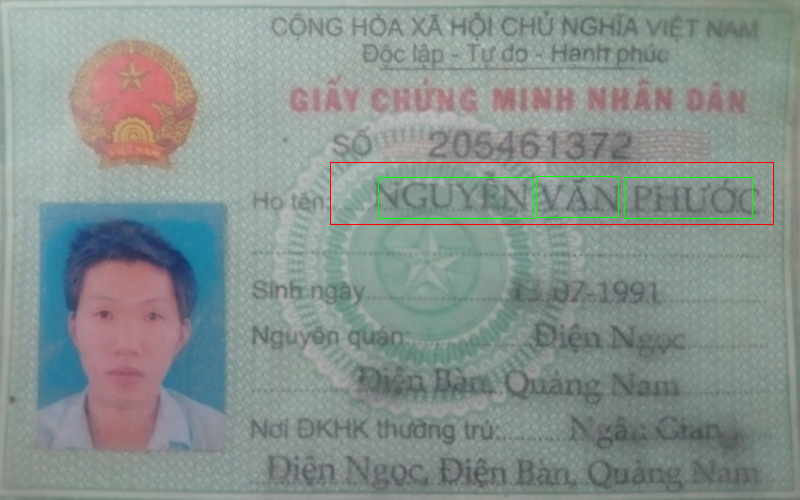 CỘNG HÒA XÃ HỘI CHỦ NGHĨA VIỆT NAM
Độc lập - Tự do - Hạnh phúc
GIẤY CHỨNG MINH NHÂN DÂN
SỐ 205461372
Họ tên: NGUYỄN VĂN PHƯỚC
Sinh ngày 13-07-1991
Nguyên quán: Điện Ngọc
Điện Bàn, Quảng Nam
Nơi ĐKHK thường trú: Ngân Giang
Điện Ngọc, Điện Bàn, Quảng Nam